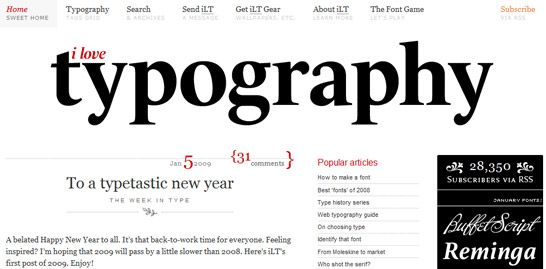 Home Typography Search Send iLT Get iLT Gear About iLT The Font Game Subscribe
SWEET HOME TAGS GRID & ARCHIVES A MESSAGE WALLPAPERS, ETC. LEARN MORE LET'S PLAY VIA RSS
i love
typography
Jan 5 2009 {31 comments}
To a typetastic new year
THE WEEK IN TYPE
A belated Happy New Year to all. It's that back-to-work time for everyone. Feeling
inspired? I'm hoping that 2009 will pass by a little slower than 2008. Here's iLT's
first post of 2009. Enjoy!
Popular articles
How to make a font
Best 'fonts' of 2008
Type history series
Web typography guide
On choosing type
Identify that font
From Moleskine to market
Who shot the serif?
28,350
SUBSCRIBERS VIA RSS
JANUARY FONTS
Buffet Script
Reminga